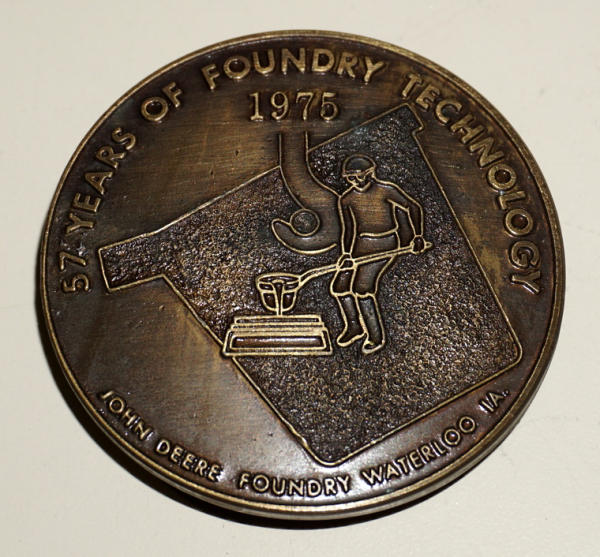 57 YEARS OF FOUNDRY TECHNOLOGY
1975
JOHN DEERE FOUNDRY WATERLOO IA.